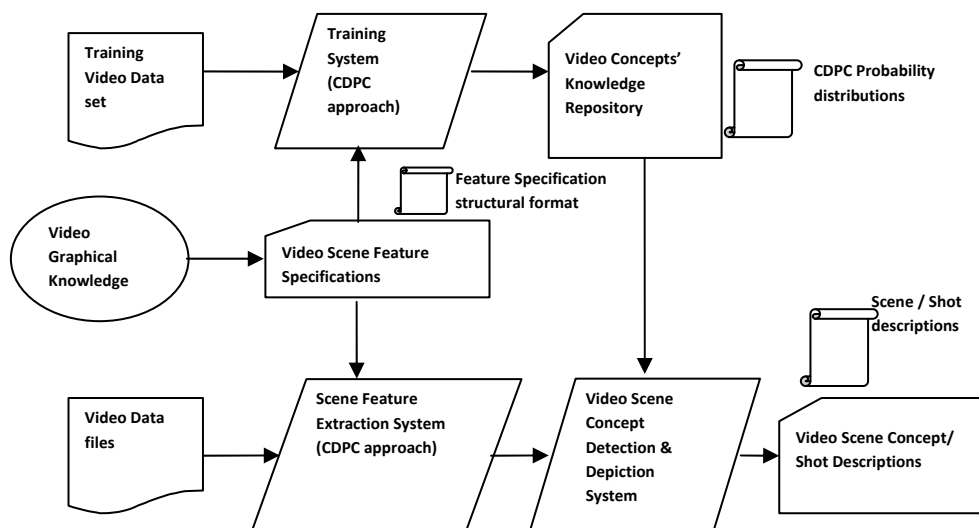 Training
Video Data
set
Training
System
(CDPC
approach)
Video Concepts'
Knowledge
Repository
CDPC Probability
distributions
Feature Specification
structural format
Video
Graphical
Knowledge
Video Scene Feature
Specifications
Scene / Shot
descriptions
Video Data
files
Scene Feature
Extraction System
(CDPC approach)
Video Scene
Concept
Detection &
Depiction
System
Video Scene Concept/
Shot Descriptions